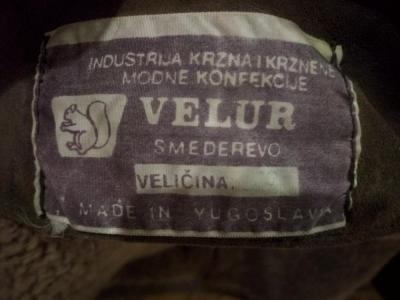 INDUSTRIJA KRZNA I KRZNENE
MODNE KONFEKCIJE
VELUR
SMEDEREVO
VELIČINA.
MADE IN YUGOSLAVIA